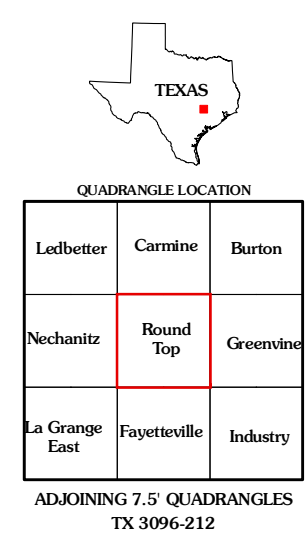 TEXAS
QUADRANGLE LOCATION
Ledbetter
Carmine
Burton
Nechanitz
Round
Top
Greenvine
La Grange
East
Fayetteville
Industry
ADJOINING 7.5' QUADRANGLES
TX 3096-212